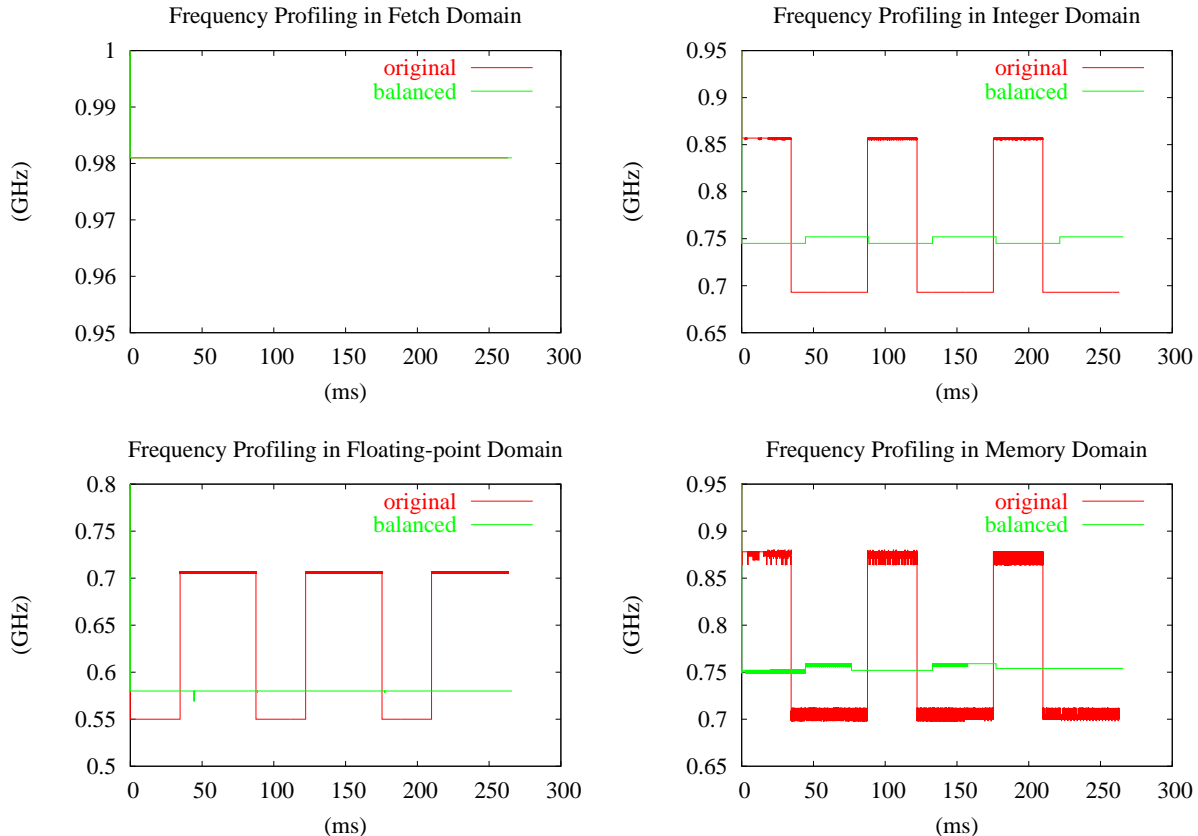 Frequency Profiling in Fetch Domain
1
0.99
0.98
0.97
0.96
0.95
0 50 100 150 200 250 300
(GHz)
(ms)
original
balanced
Frequency Profiling in Integer Domain
0.95
0.9
0.85
0.8
0.75
0.7
0.65
0 50 100 150 200 250 300
(GHz)
(ms)
original
balanced
Frequency Profiling in Floating-point Domain
0.8
0.75
0.7
0.65
0.6
0.55
0.5
0 50 100 150 200 250 300
(GHz)
(ms)
original
balanced
Frequency Profiling in Memory Domain
0.95
0.9
0.85
0.8
0.75
0.7
0.65
0 50 100 150 200 250 300
(GHz)
(ms)
original
balanced